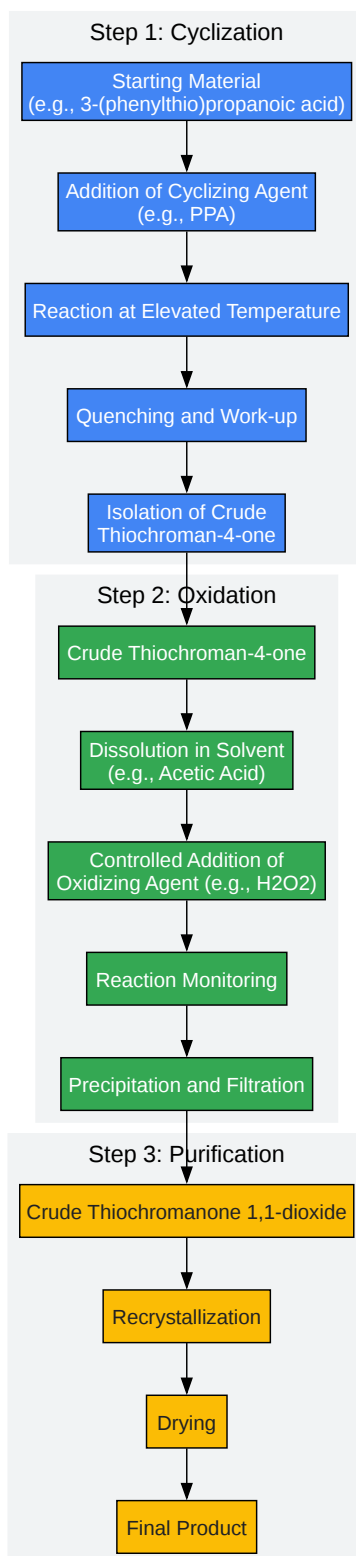 Step 1: Cyclization
Starting Material
(e.g., 3-(phenylthio)propanoic acid)
Addition of Cyclizing Agent
(e.g., PPA)
Reaction at Elevated Temperature
Quenching and Work-up
Isolation of Crude
Thiochroman-4-one
Step 2: Oxidation
Crude Thiochroman-4-one
Dissolution in Solvent
(e.g., Acetic Acid)
Controlled Addition of
Oxidizing Agent (e.g., H2O2)
Reaction Monitoring
Precipitation and Filtration
Step 3: Purification
Crude Thiochromanone 1,1-dioxide
Recrystallization
Drying
Final Product